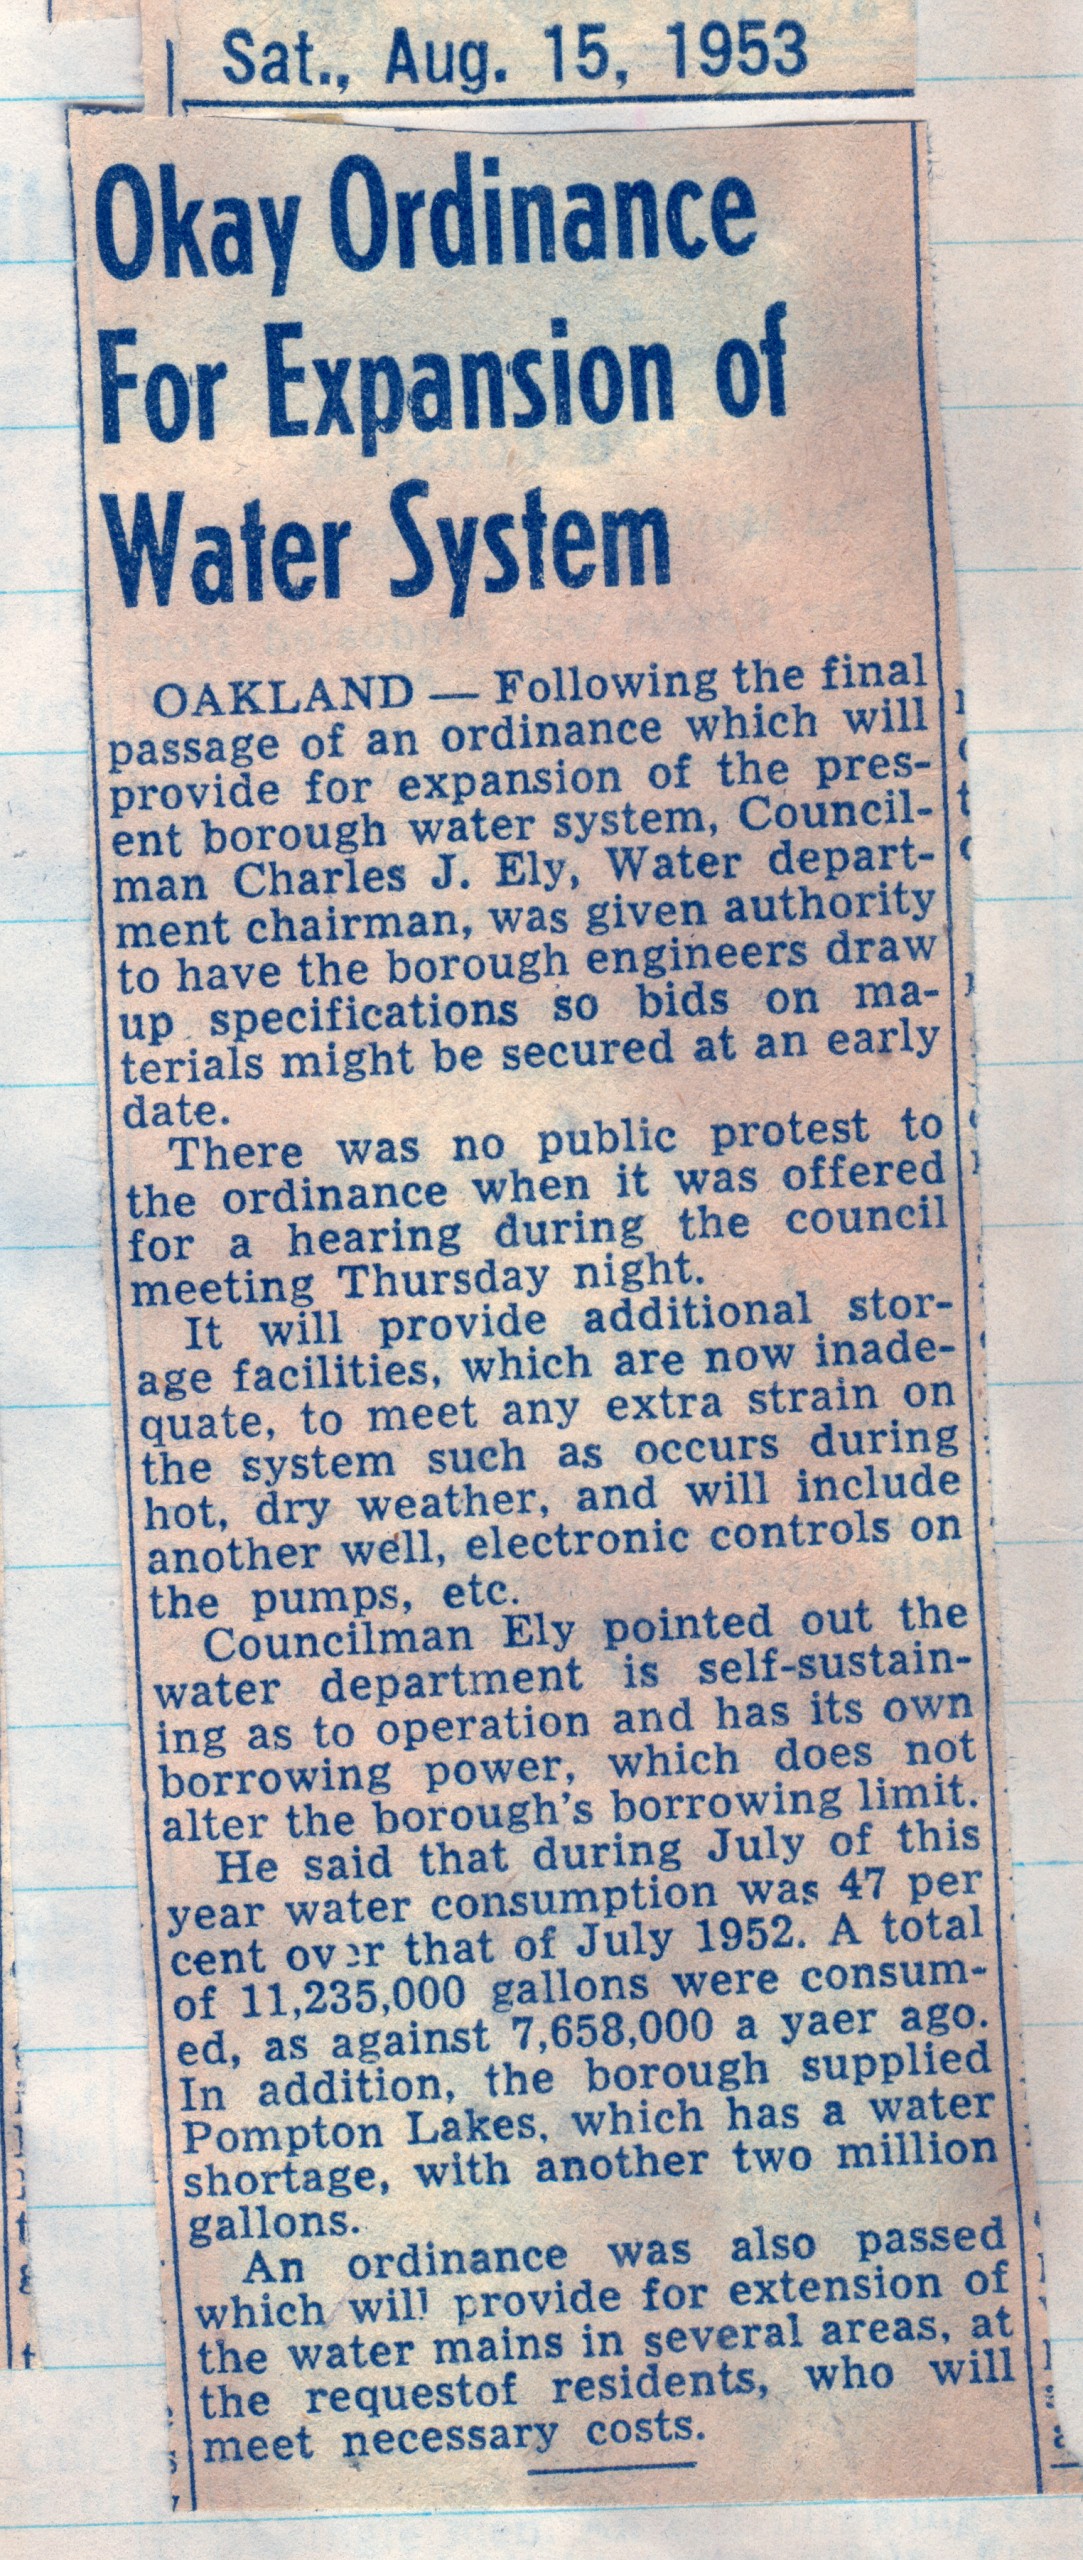 Sat., Aug. 15, 1953
Okay Ordinance
For Expansion of
Water System
OAKLAND — Following the final
passage of an ordinance which will
provide for expansion of the pres-
ent borough water system, Council-
man Charles J. Ely, Water depart-
ment chairman, was given authority
to have the borough engineers draw
up specifications so bids on ma-
terials might be secured at an early
date.
There was no public protest to
the ordinance when it was offered
for a hearing during the council
meeting Thursday night.
It will provide additional stor-
age facilities, which are now inade-
quate, to meet any extra strain on
the system such as occurs during
hot, dry weather, and will include
another well, electronic controls on
the pumps, etc.
Councilman Ely pointed out the
water department is self-sustain-
ing as to operation and has its own
borrowing power, which does not
alter the borough's borrowing limit.
He said that during July of this
year water consumption was 47 per
cent over that of July 1952. A total
of 11,235,000 gallons were consum-
ed, as against 7,658,000 a yaer ago.
In addition, the borough supplied
Pompton Lakes, which has a water
shortage, with another two million
gallons.
An ordinance was also passed
which will provide for extension of
the water mains in several areas, at
the requestof residents, who will
meet necessary costs.